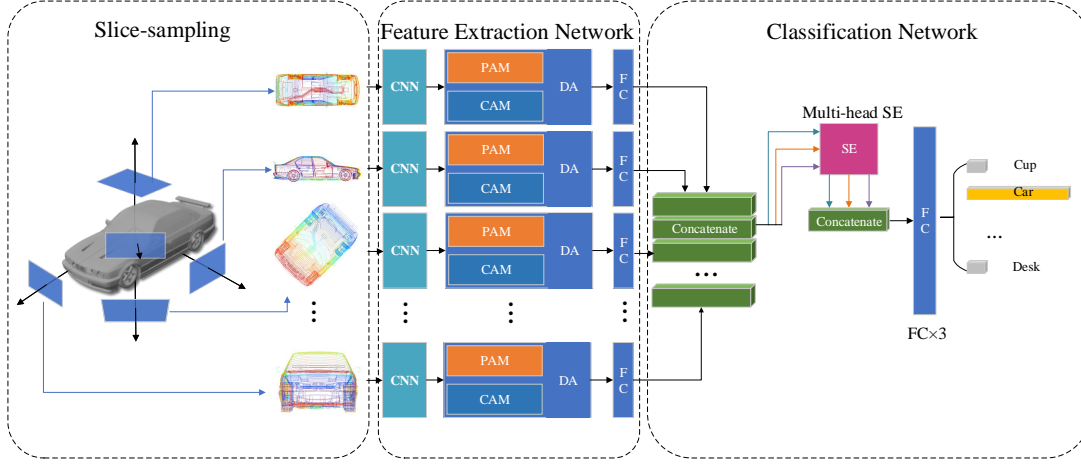 Slice-sampling
Feature Extraction Network
Classification Network
CNN
PAM
CAM
DA
F
C
CNN
PAM
CAM
DA
F
C
CNN
PAM
CAM
DA
F
C
CNN
PAM
CAM
DA
F
C
Concatenate
...
Multi-head SE
SE
Concatenate
F
C
FC×3
Cup
Car
...
Desk